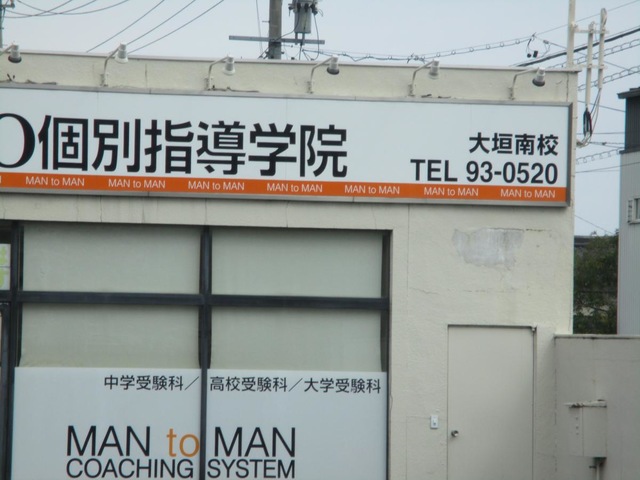 O個別指導学院
大垣南校
TEL 93-0520
MAN to MAN MAN to MAN MAN to MAN MAN to MAN MAN to MAN MAN to MAN MAN to MAN
中学受験科／高校受験科／大学受験科
MAN to MAN
COACHING SYSTEM